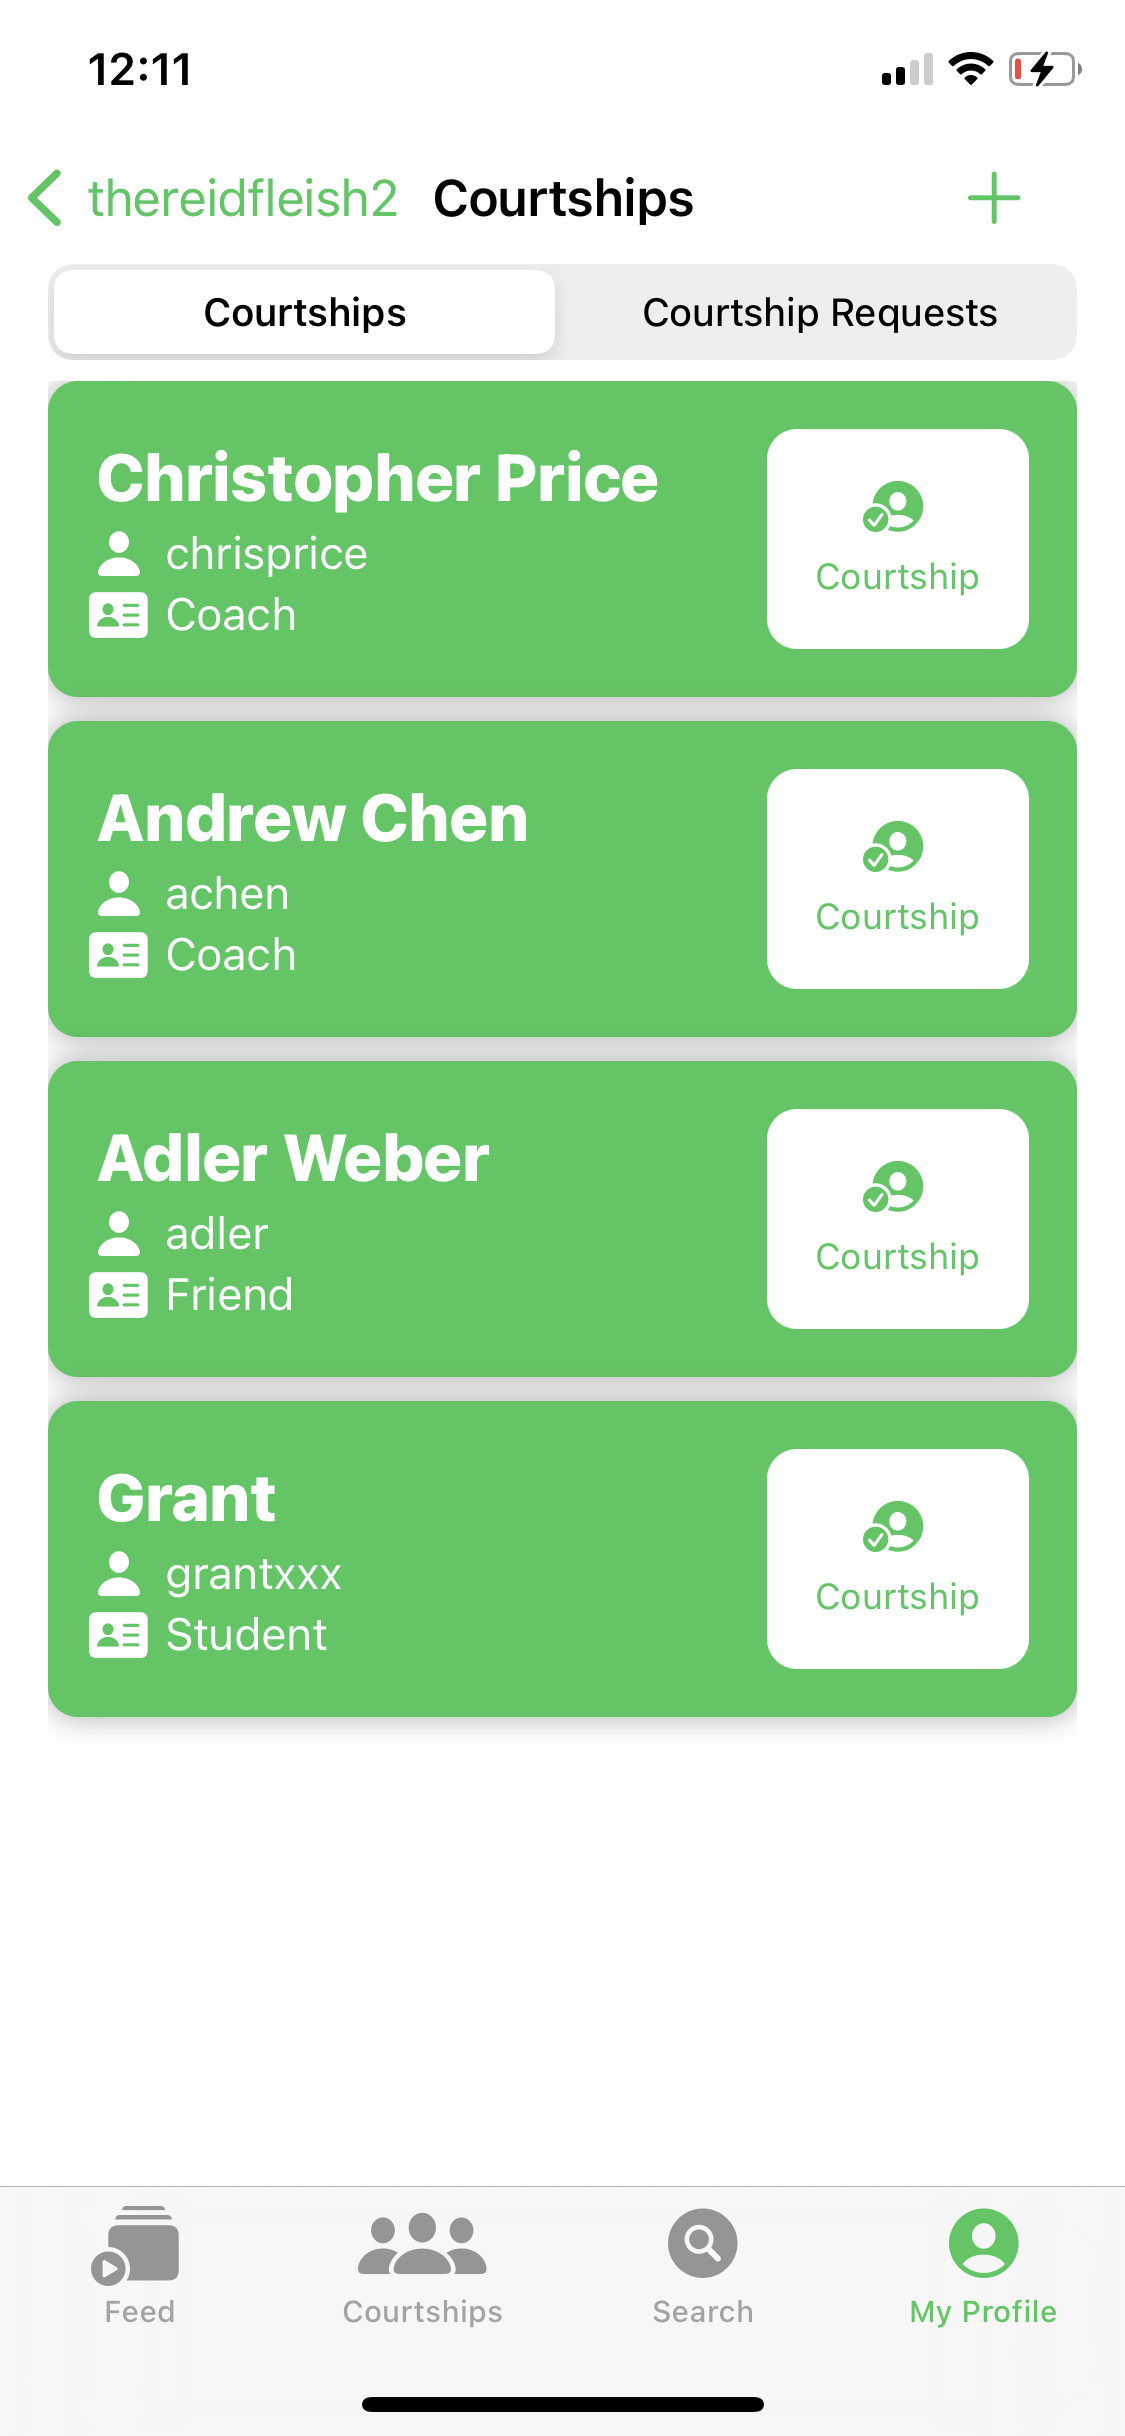 12:11
thereidfleish2 Courtships
Courtships Courtship Requests
Christopher Price
chrisprice
Coach
Courtship
Andrew Chen
achen
Coach
Courtship
Adler Weber
adler
Friend
Courtship
Grant
grantxxx
Student
Courtship
Feed Courtships Search My Profile